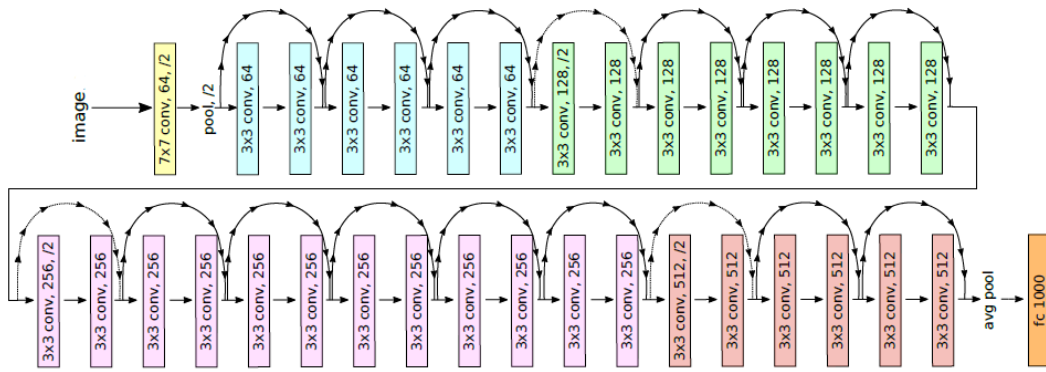 image
7x7 conv, 64, /2
pool, /2
3x3 conv, 64
3x3 conv, 64
3x3 conv, 64
3x3 conv, 64
3x3 conv, 64
3x3 conv, 64
3x3 conv, 128, /2
3x3 conv, 128
3x3 conv, 128
3x3 conv, 128
3x3 conv, 128
3x3 conv, 128
3x3 conv, 128
3x3 conv, 128
3x3 conv, 256, /2
3x3 conv, 256
3x3 conv, 256
3x3 conv, 256
3x3 conv, 256
3x3 conv, 256
3x3 conv, 256
3x3 conv, 256
3x3 conv, 256
3x3 conv, 256
3x3 conv, 256
3x3 conv, 256
3x3 conv, 512, /2
3x3 conv, 512
3x3 conv, 512
3x3 conv, 512
3x3 conv, 512
3x3 conv, 512
avg pool
fc 1000